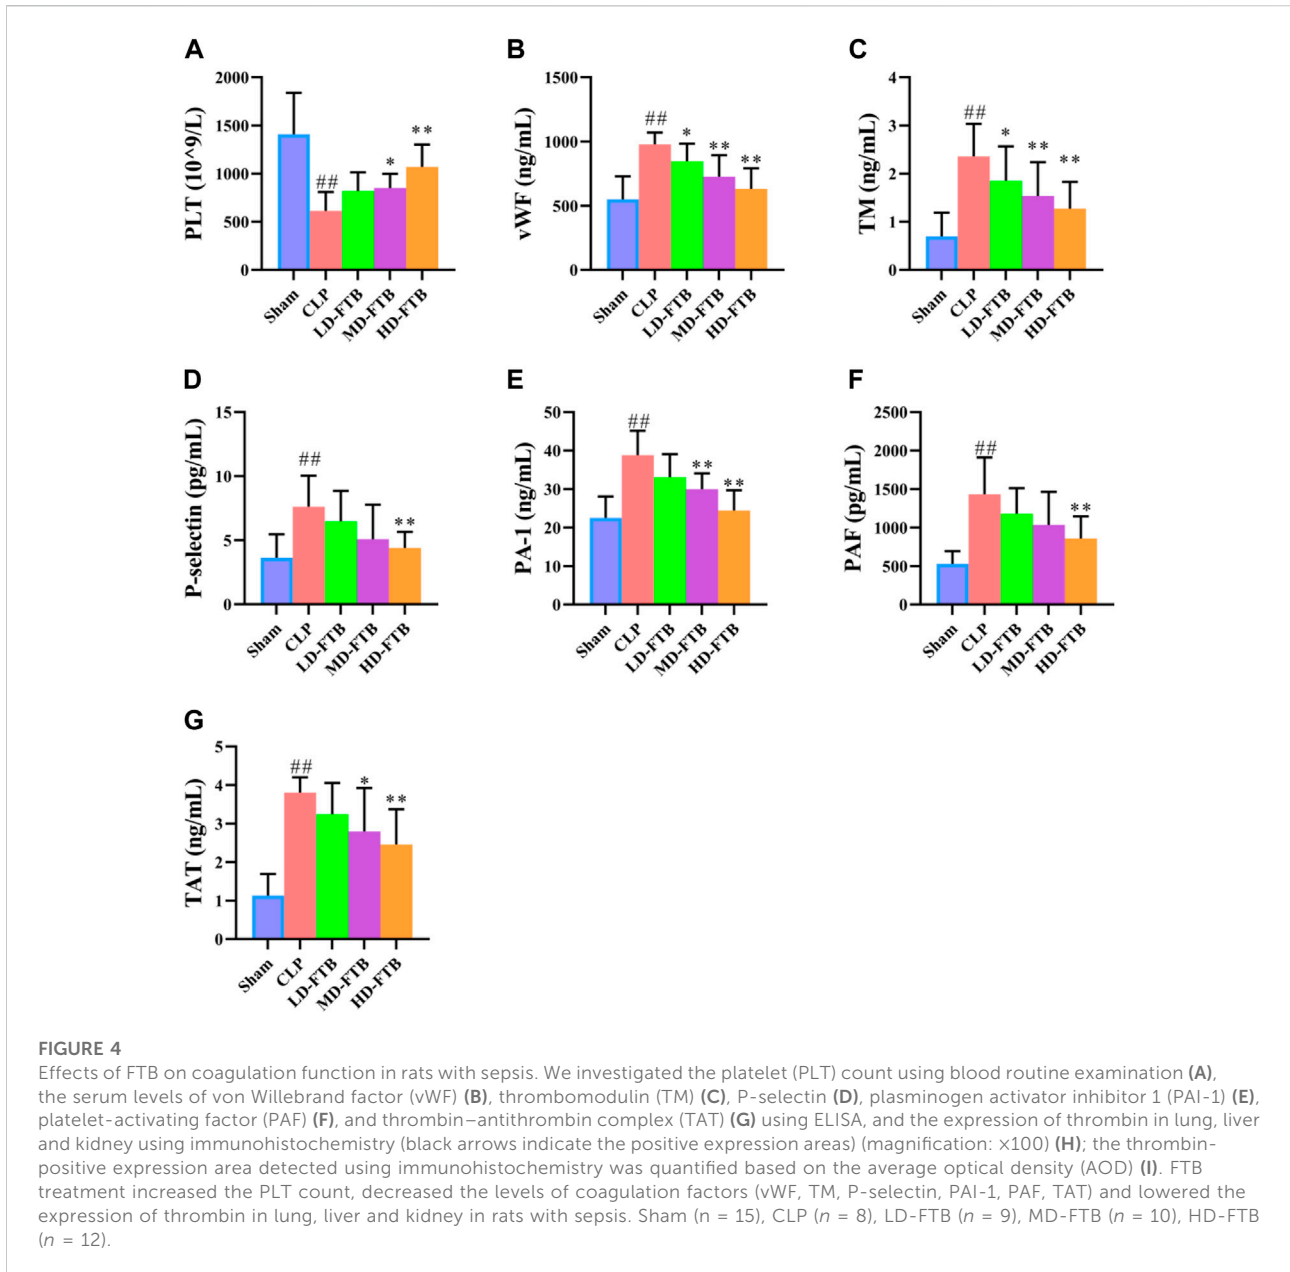 A
PLT (10^9/L)
2000
1500
1000
500
0
##
*
**
Sham
CLP
LD-FTB
MD-FTB
HD-FTB
B
vWF (ng/mL)
1500
1000
500
0
##
*
**
**
Sham
CLP
LD-FTB
MD-FTB
HD-FTB
C
TM (ng/mL)
4
3
2
1
0
##
*
**
**
Sham
CLP
LD-FTB
MD-FTB
HD-FTB
D
P-selectin (pg/mL)
15
10
5
0
##
**
Sham
CLP
LD-FTB
MD-FTB
HD-FTB
E
PA-1 (ng/mL)
50
40
30
20
10
0
##
**
**
Sham
CLP
LD-FTB
MD-FTB
HD-FTB
F
PAF (pg/mL)
2500
2000
1500
1000
500
0
##
**
Sham
CLP
LD-FTB
MD-FTB
HD-FTB
G
TAT (ng/mL)
5
4
3
2
1
0
##
*
**
Sham
CLP
LD-FTB
MD-FTB
HD-FTB
FIGURE 4
Effects of FTB on coagulation function in rats with sepsis. We investigated the platelet (PLT) count using blood routine examination (A),
the serum levels of von Willebrand factor (vWF) (B), thrombomodulin (TM) (C), P-selectin (D), plasminogen activator inhibitor 1 (PAI-1) (E),
platelet-activating factor (PAF) (F), and thrombin–antithrombin complex (TAT) (G) using ELISA, and the expression of thrombin in lung, liver
and kidney using immunohistochemistry (black arrows indicate the positive expression areas) (magnification: ×100) (H); the thrombin-
positive expression area detected using immunohistochemistry was quantified based on the average optical density (AOD) (I). FTB
treatment increased the PLT count, decreased the levels of coagulation factors (vWF, TM, P-selectin, PAI-1, PAF, TAT) and lowered the
expression of thrombin in lung, liver and kidney in rats with sepsis. Sham (n = 15), CLP (n = 8), LD-FTB (n = 9), MD-FTB (n = 10), HD-FTB
(n = 12).